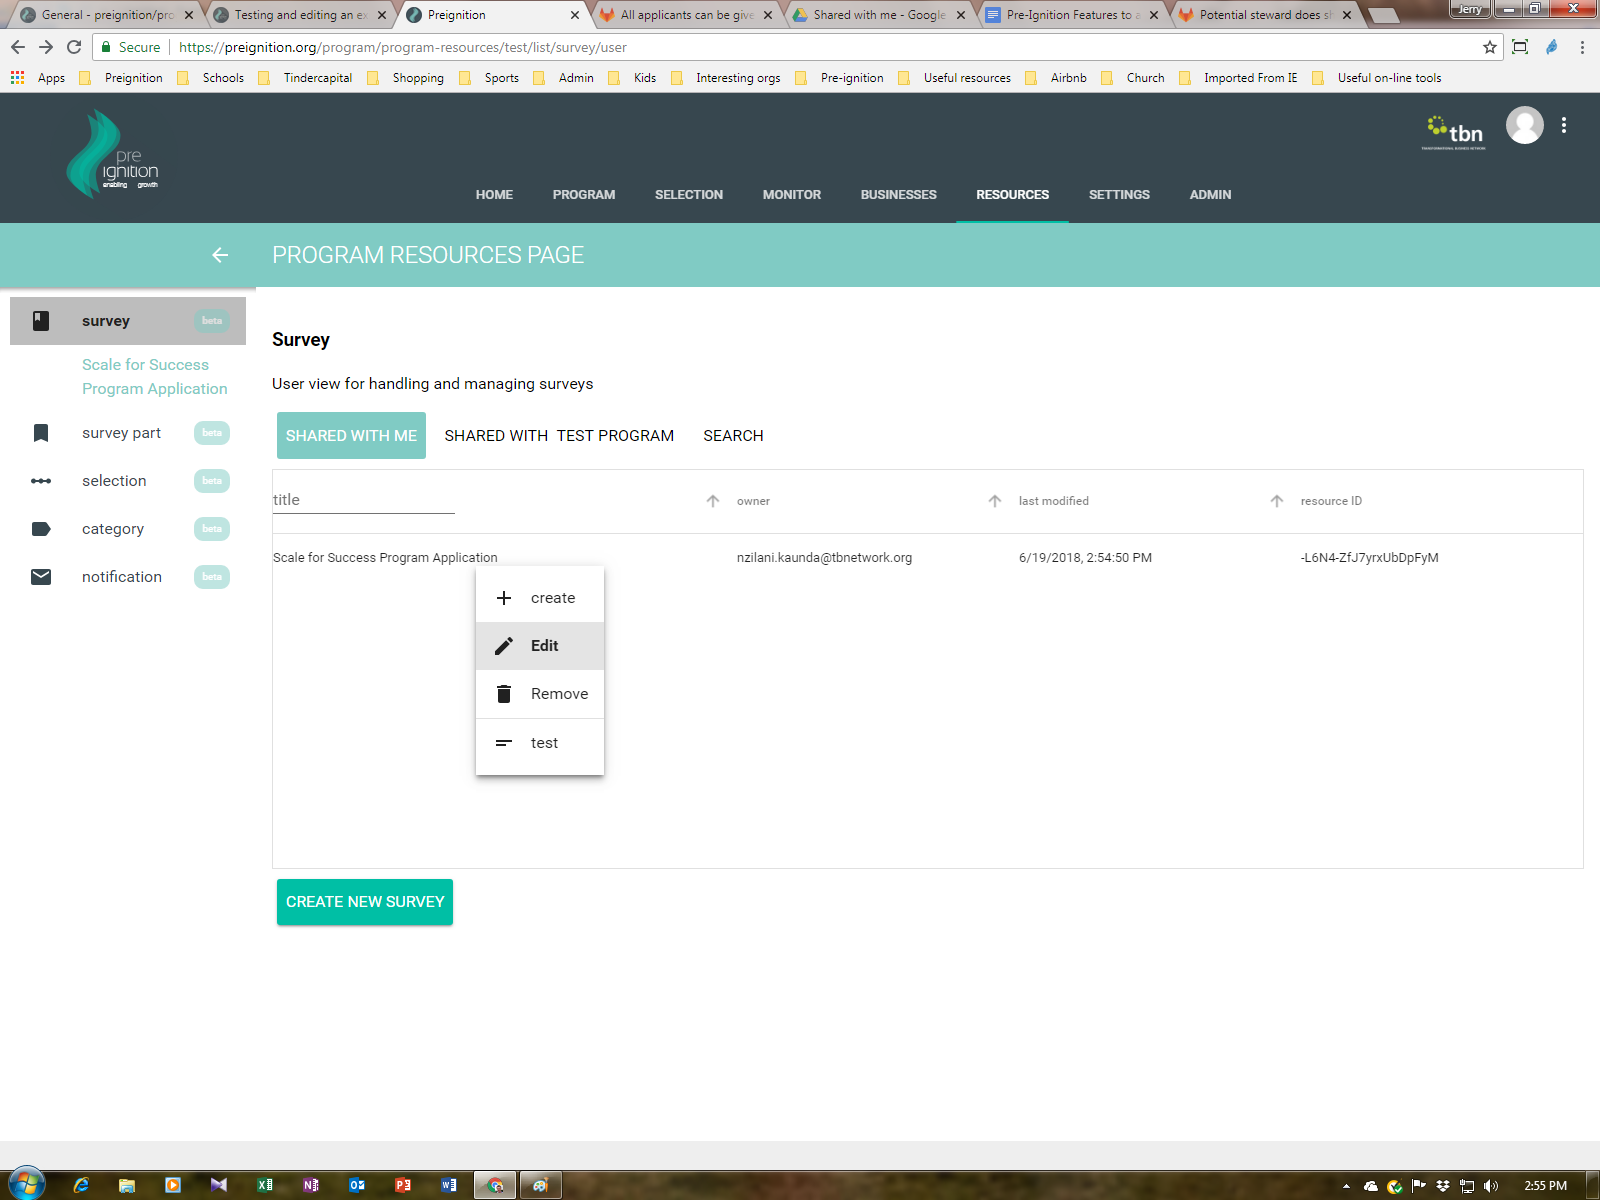 General - preignition/pro
Testing and editing an ex
Preignition
All applicants can be give
Shared with me - Google
Pre-Ignition Features to a
Potential steward does sh
Jerry
Secure
https://preignition.org/program/program-resources/test/list/survey/user
Apps
Preignition
Schools
Tindercapital
Shopping
Sports
Admin
Kids
Interesting orgs
Pre-ignition
Useful resources
Airbnb
Church
Imported From IE
Useful on-line tools
pre
ignition
enabling growth
tbn
HOME
PROGRAM
SELECTION
MONITOR
BUSINESSES
RESOURCES
SETTINGS
ADMIN
PROGRAM RESOURCES PAGE
survey
beta
Scale for Success
Program Application
survey part
beta
selection
beta
category
beta
notification
beta
Survey
User view for handling and managing surveys
SHARED WITH ME
SHARED WITH TEST PROGRAM
SEARCH
title
owner
last modified
resource ID
Scale for Success Program Application
nzilani.kaunda@tbnetwork.org
6/19/2018, 2:54:50 PM
-L6N4-ZfJ7yrxUbDpFyM
create
Edit
Remove
test
CREATE NEW SURVEY
2:55 PM